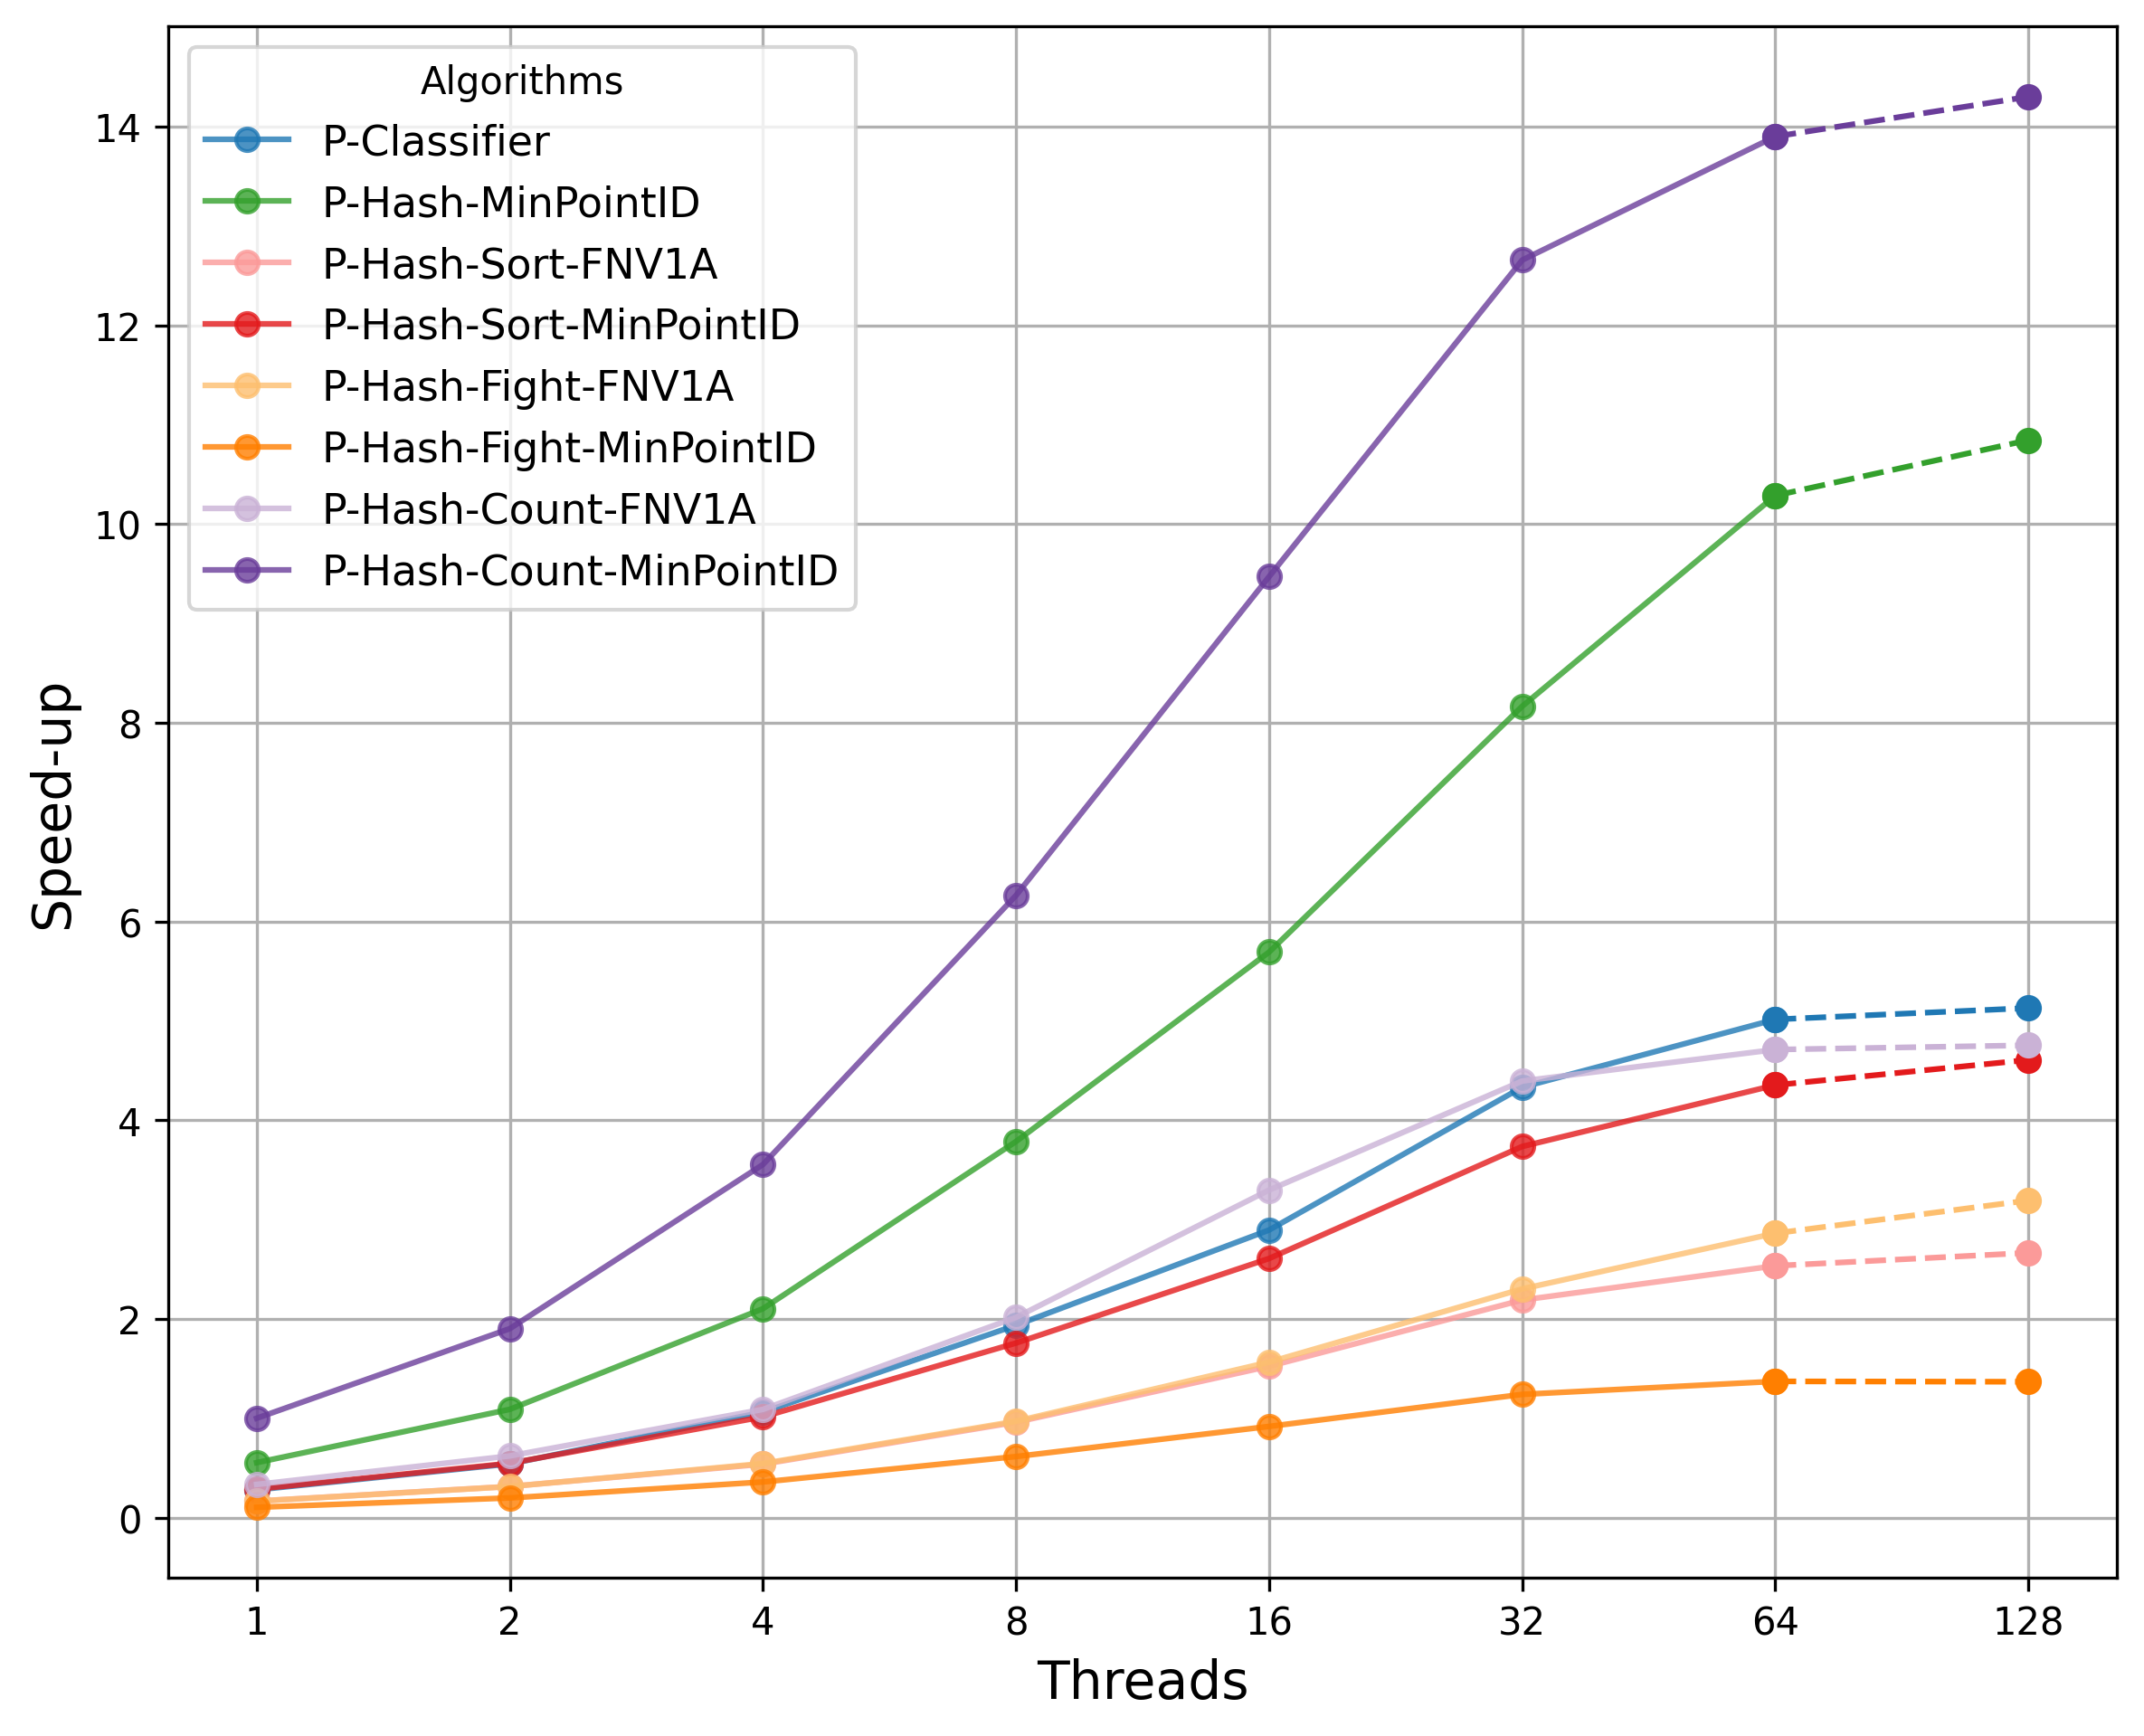 Algorithms
P-Classifier
P-Hash-MinPointID
P-Hash-Sort-FNV1A
P-Hash-Sort-MinPointID
P-Hash-Fight-FNV1A
P-Hash-Fight-MinPointID
P-Hash-Count-FNV1A
P-Hash-Count-MinPointID
14
12
10
8
6
4
2
0
Speed-up
1 2 4 8 16 32 64 128
Threads